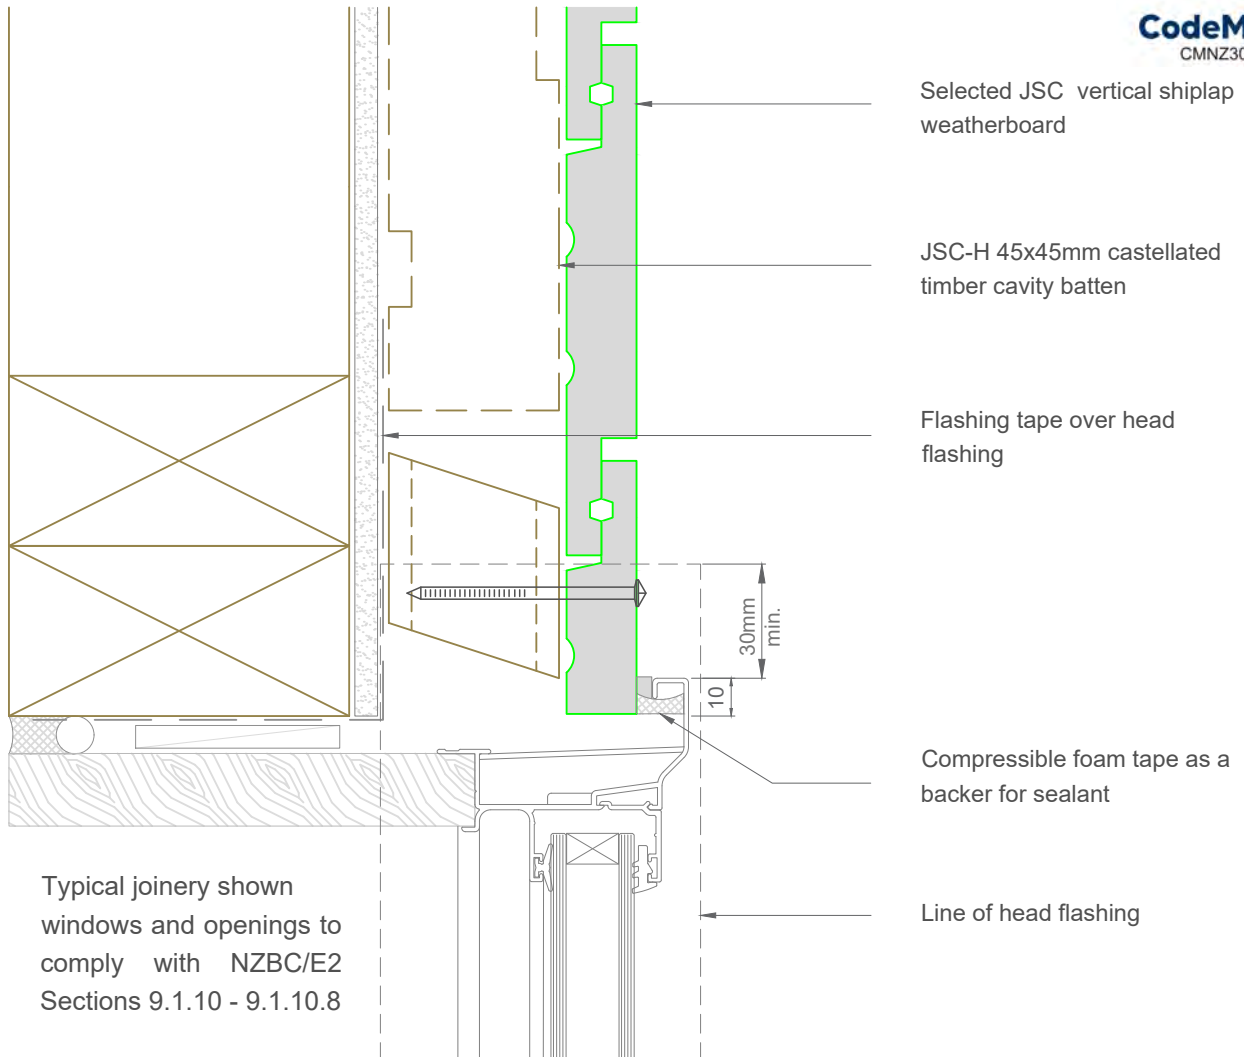 CodeM
CMNZ30
Selected JSC vertical shiplap
weatherboard
JSC-H 45x45mm castellated
timber cavity batten
Flashing tape over head
flashing
30mm
min.
10
Compressible foam tape as a
backer for sealant
Line of head flashing
Typical joinery shown
windows and openings to
comply with NZBC/E2
Sections 9.1.10 - 9.1.10.8